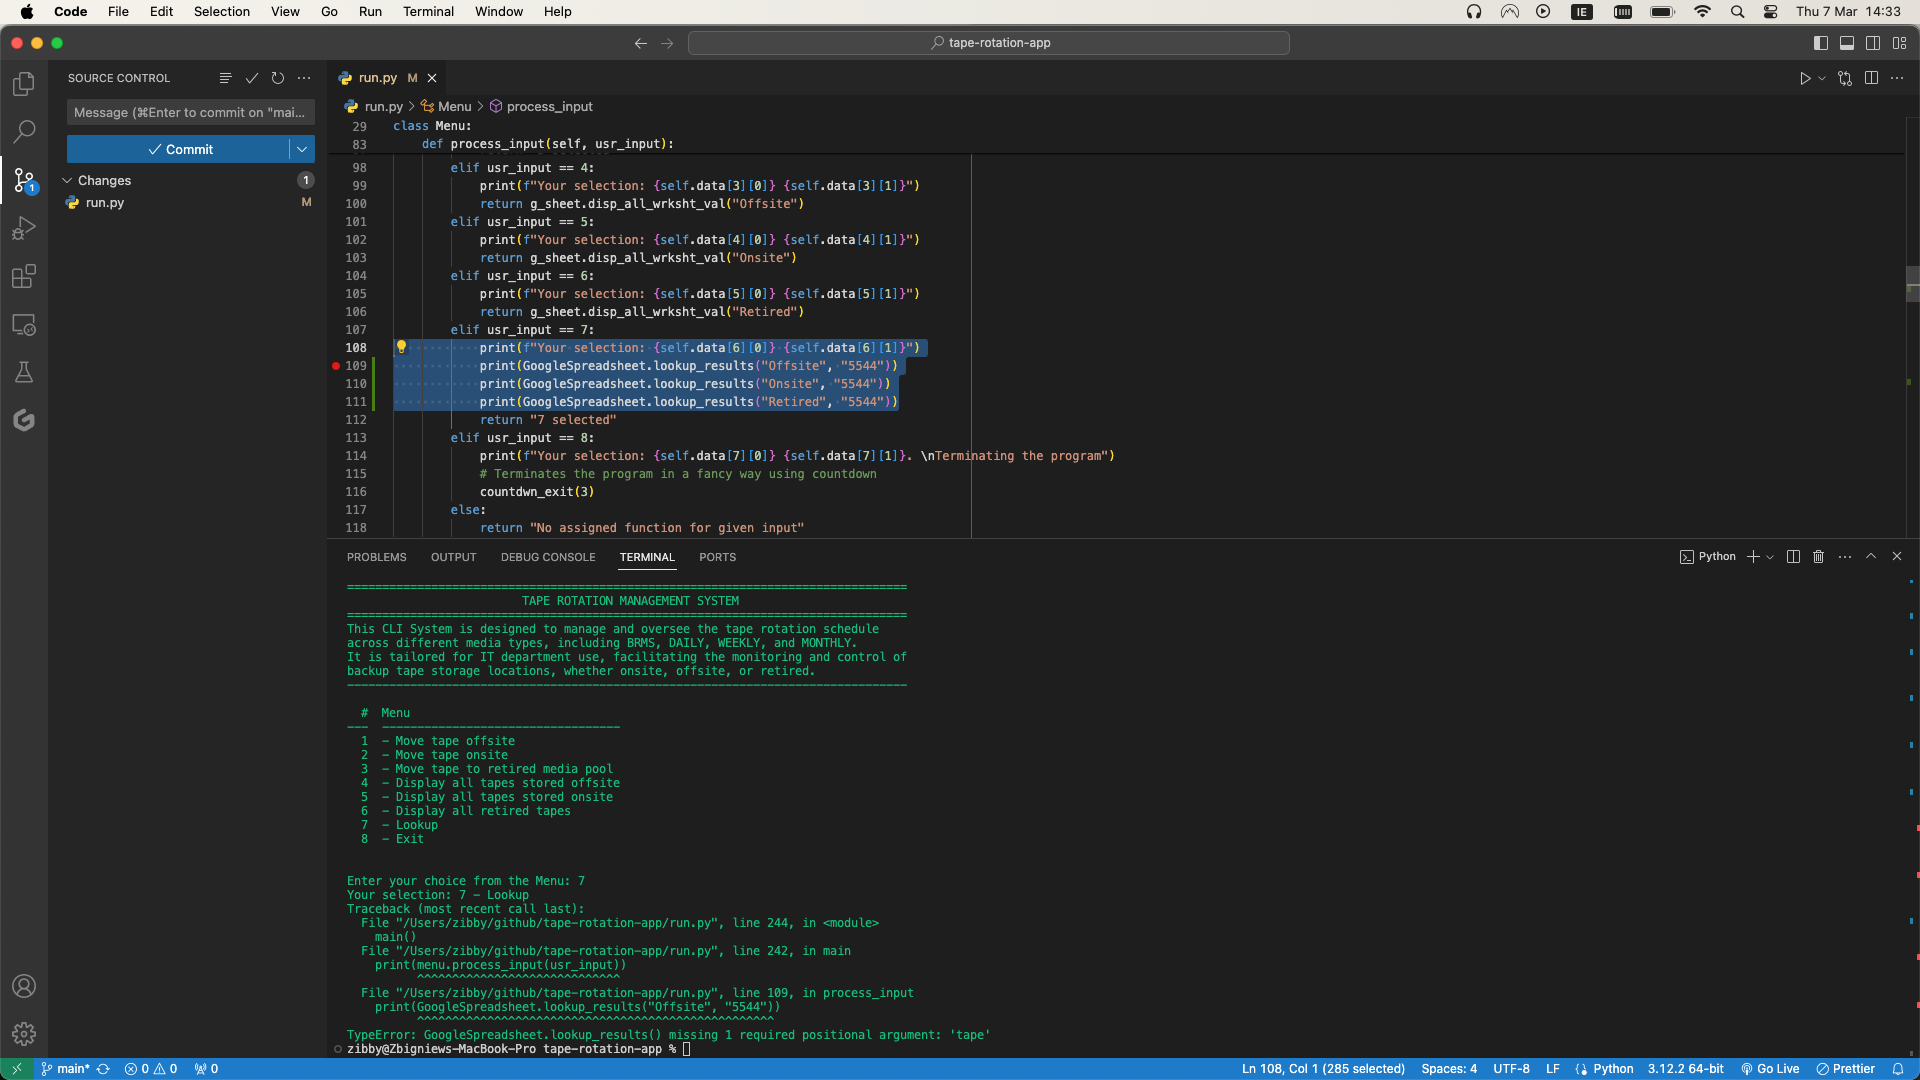 Code File Edit Selection View Go Run Terminal Window Help
IE
Thu 7 Mar 14:33
tape-rotation-app
SOURCE CONTROL
Message (⌘Enter to commit on "mai...
Commit
Changes
1
run.py
M
1
run.py M
run.py > Menu > process_input
29 class Menu:
83 def process_input(self, usr_input):
98 elif usr_input == 4:
99 print(f"Your selection: {self.data[3][0]} {self.data[3][1]}")
100 return g_sheet.disp_all_wrksht_val("Offsite")
101 elif usr_input == 5:
102 print(f"Your selection: {self.data[4][0]} {self.data[4][1]}")
103 return g_sheet.disp_all_wrksht_val("Onsite")
104 elif usr_input == 6:
105 print(f"Your selection: {self.data[5][0]} {self.data[5][1]}")
106 return g_sheet.disp_all_wrksht_val("Retired")
107 elif usr_input == 7:
108 print(f"Your selection: {self.data[6][0]} {self.data[6][1]}")
109 print(GoogleSpreadsheet.lookup_results("Offsite", "5544"))
110 print(GoogleSpreadsheet.lookup_results("Onsite", "5544"))
111 print(GoogleSpreadsheet.lookup_results("Retired", "5544"))
112 return "7 selected"
113 elif usr_input == 8:
114 print(f"Your selection: {self.data[7][0]} {self.data[7][1]}. \nTerminating the program")
115 # Terminates the program in a fancy way using countdown
116 countdwn_exit(3)
117 else:
118 return "No assigned function for given input"
PROBLEMS OUTPUT DEBUG CONSOLE TERMINAL PORTS
Python
================================================================================
TAPE ROTATION MANAGEMENT SYSTEM
================================================================================
This CLI System is designed to manage and oversee the tape rotation schedule
across different media types, including BRMS, DAILY, WEEKLY, and MONTHLY.
It is tailored for IT department use, facilitating the monitoring and control of
backup tape storage locations, whether onsite, offsite, or retired.
--------------------------------------------------------------------------------
# Menu
--- ----------------------------------
1 - Move tape offsite
2 - Move tape onsite
3 - Move tape to retired media pool
4 - Display all tapes stored offsite
5 - Display all tapes stored onsite
6 - Display all retired tapes
7 - Lookup
8 - Exit
Enter your choice from the Menu: 7
Your selection: 7 - Lookup
Traceback (most recent call last):
File "/Users/zibby/github/tape-rotation-app/run.py", line 244, in <module>
main()
File "/Users/zibby/github/tape-rotation-app/run.py", line 242, in main
print(menu.process_input(usr_input))
^^^^^^^^^^^^^^^^^^^^^^^^^^^^^
File "/Users/zibby/github/tape-rotation-app/run.py", line 109, in process_input
print(GoogleSpreadsheet.lookup_results("Offsite", "5544"))
^^^^^^^^^^^^^^^^^^^^^^^^^^^^^^^^^^^^^^^^^^^^^^^^^^^
TypeError: GoogleSpreadsheet.lookup_results() missing 1 required positional argument: 'tape'
zibby@Zbigniews-MacBook-Pro tape-rotation-app %
main* 0 0 0
Ln 108, Col 1 (285 selected) Spaces: 4 UTF-8 LF Python 3.12.2 64-bit Go Live Prettier